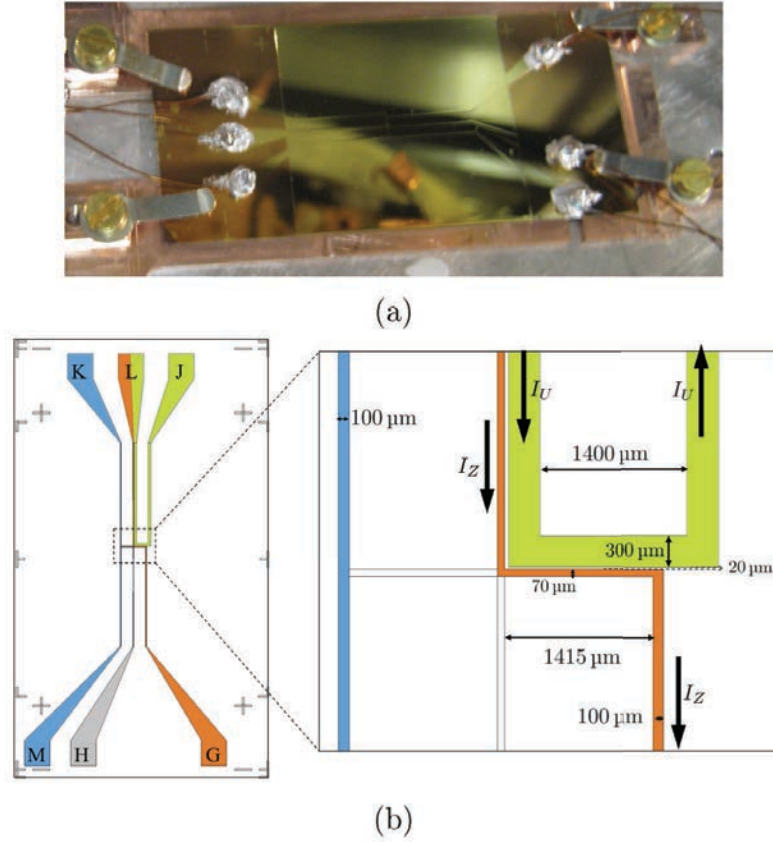 (a)
K
L
J
M
H
G
100 µm
I_Z
I_U
I_U
1400 µm
300 µm
20 µm
70 µm
1415 µm
100 µm
I_Z
(b)